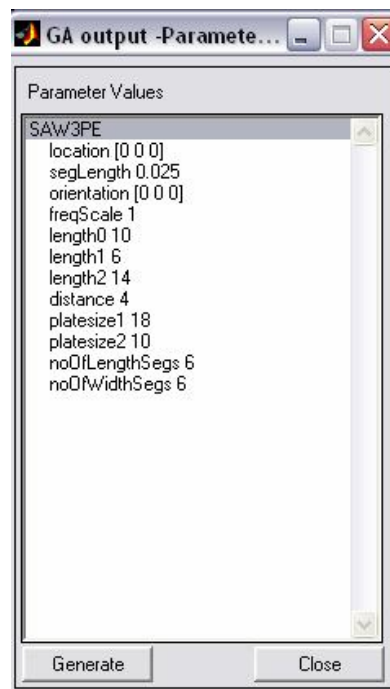 GA output -Paramete...
Parameter Values
SAW3PE
location [0 0 0]
segLength 0.025
orientation [0 0 0]
freqScale 1
length0 10
length1 6
length2 14
distance 4
platesize1 18
platesize2 10
noOfLengthSegs 6
noOfWidthSegs 6
Generate
Close